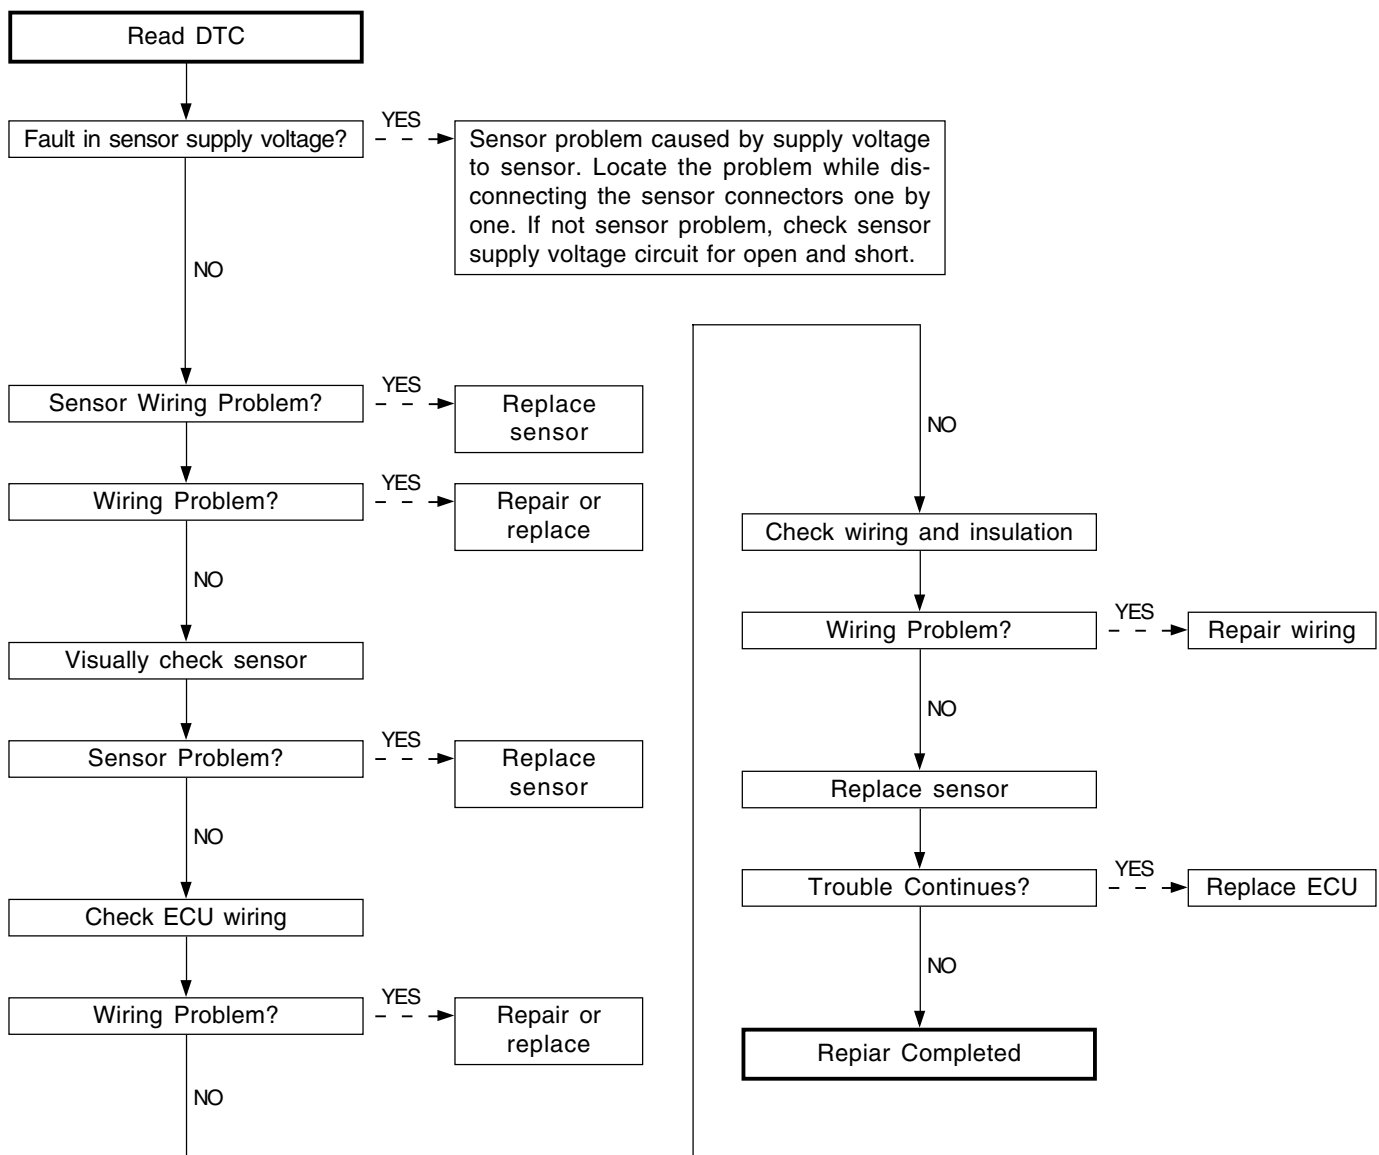 Read DTC
Fault in sensor supply voltage?
YES
Sensor problem caused by supply voltage
to sensor. Locate the problem while dis-
connecting the sensor connectors one by
one. If not sensor problem, check sensor
supply voltage circuit for open and short.
NO
Sensor Wiring Problem?
YES
Replace
sensor
Wiring Problem?
YES
Repair or
replace
NO
Visually check sensor
Sensor Problem?
YES
Replace
sensor
NO
Check ECU wiring
Wiring Problem?
YES
Repair or
replace
NO
NO
Check wiring and insulation
Wiring Problem?
YES
Repair wiring
NO
Replace sensor
Trouble Continues?
YES
Replace ECU
NO
Repiar Completed